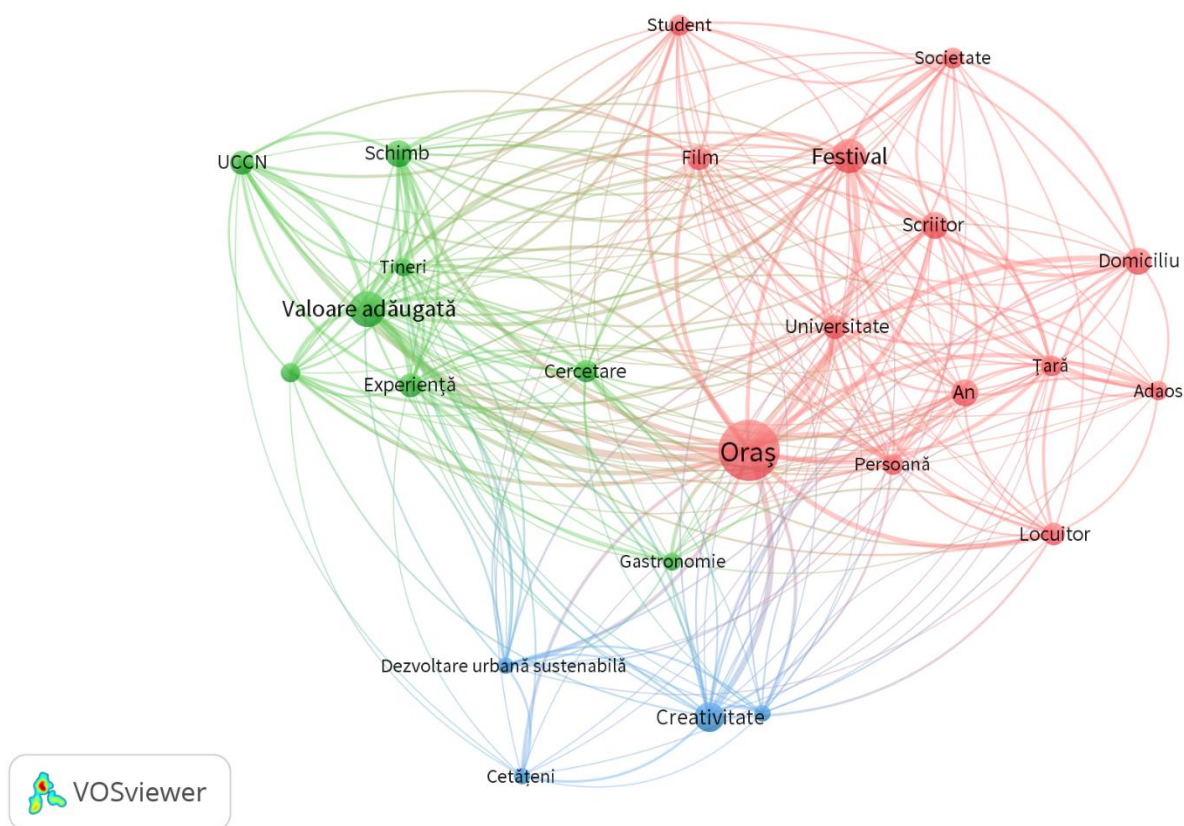 Student
Societate
Schimb
UCCN
Film
Festival
Scriitor
Domiciliu
Tineri
Valoare adăugată
Universitate
Țară
Cercetare
Experiență
An
Adaos
Oraș
Persoană
Locuitor
Gastronomie
Dezvoltare urbană sustenabilă
Creativitate
Cetățeni
VOSviewer